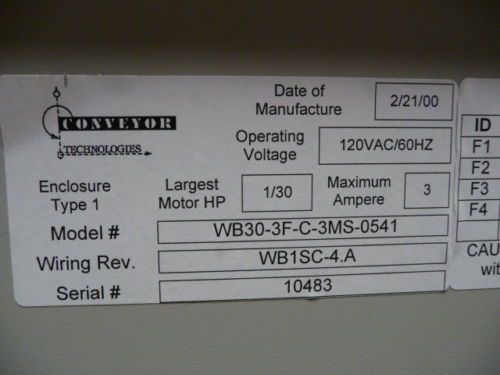 CONVEYOR
TECHNOLOGIES
Date of
Manufacture
2/21/00
Operating
Voltage
120VAC/60HZ
Enclosure
Type 1
Largest
Motor HP
1/30
Maximum
Ampere
3
Model #
WB30-3F-C-3MS-0541
Wiring Rev.
WB1SC-4.A
Serial #
10483
ID
F1
F2
F3
F4
CAU
wit